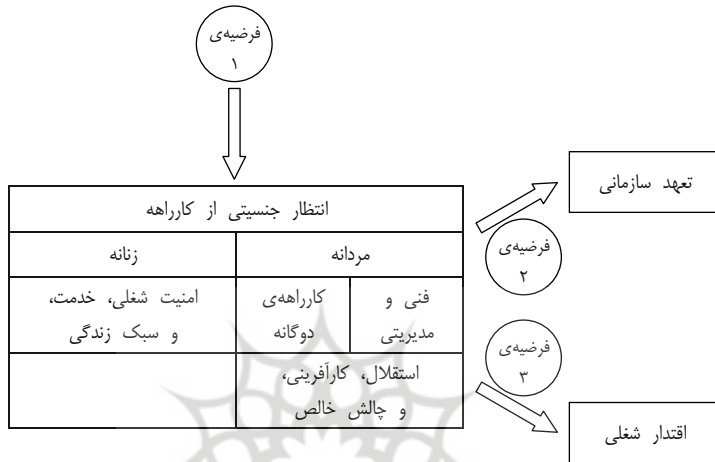 فرضیه‌ی
۱
تعهد سازمانی
انتظار جنسیتی از کارراهه
مردانه
زنانه
فرضیه‌ی
۲
فنی و
مدیریتی
کارراهه‌ی
دوگانه
امنیت شغلی، خدمت،
و سبک زندگی
فرضیه‌ی
۳
استقلال، کارآفرینی،
و چالش خالص
اقتدار شغلی